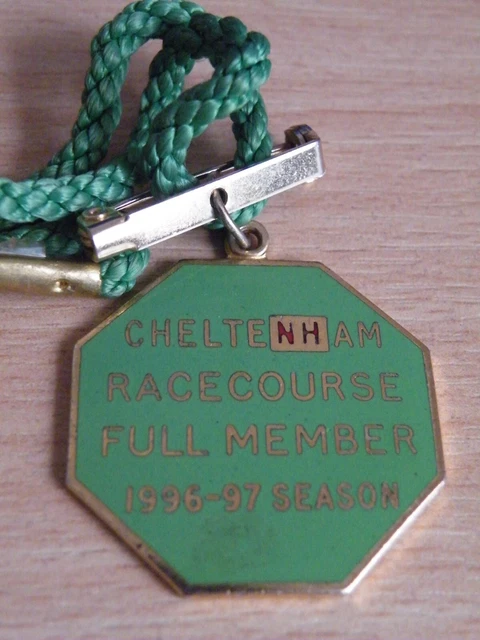 CHELTENHAM
RACECOURSE
FULL MEMBER
1996-97 SEASON